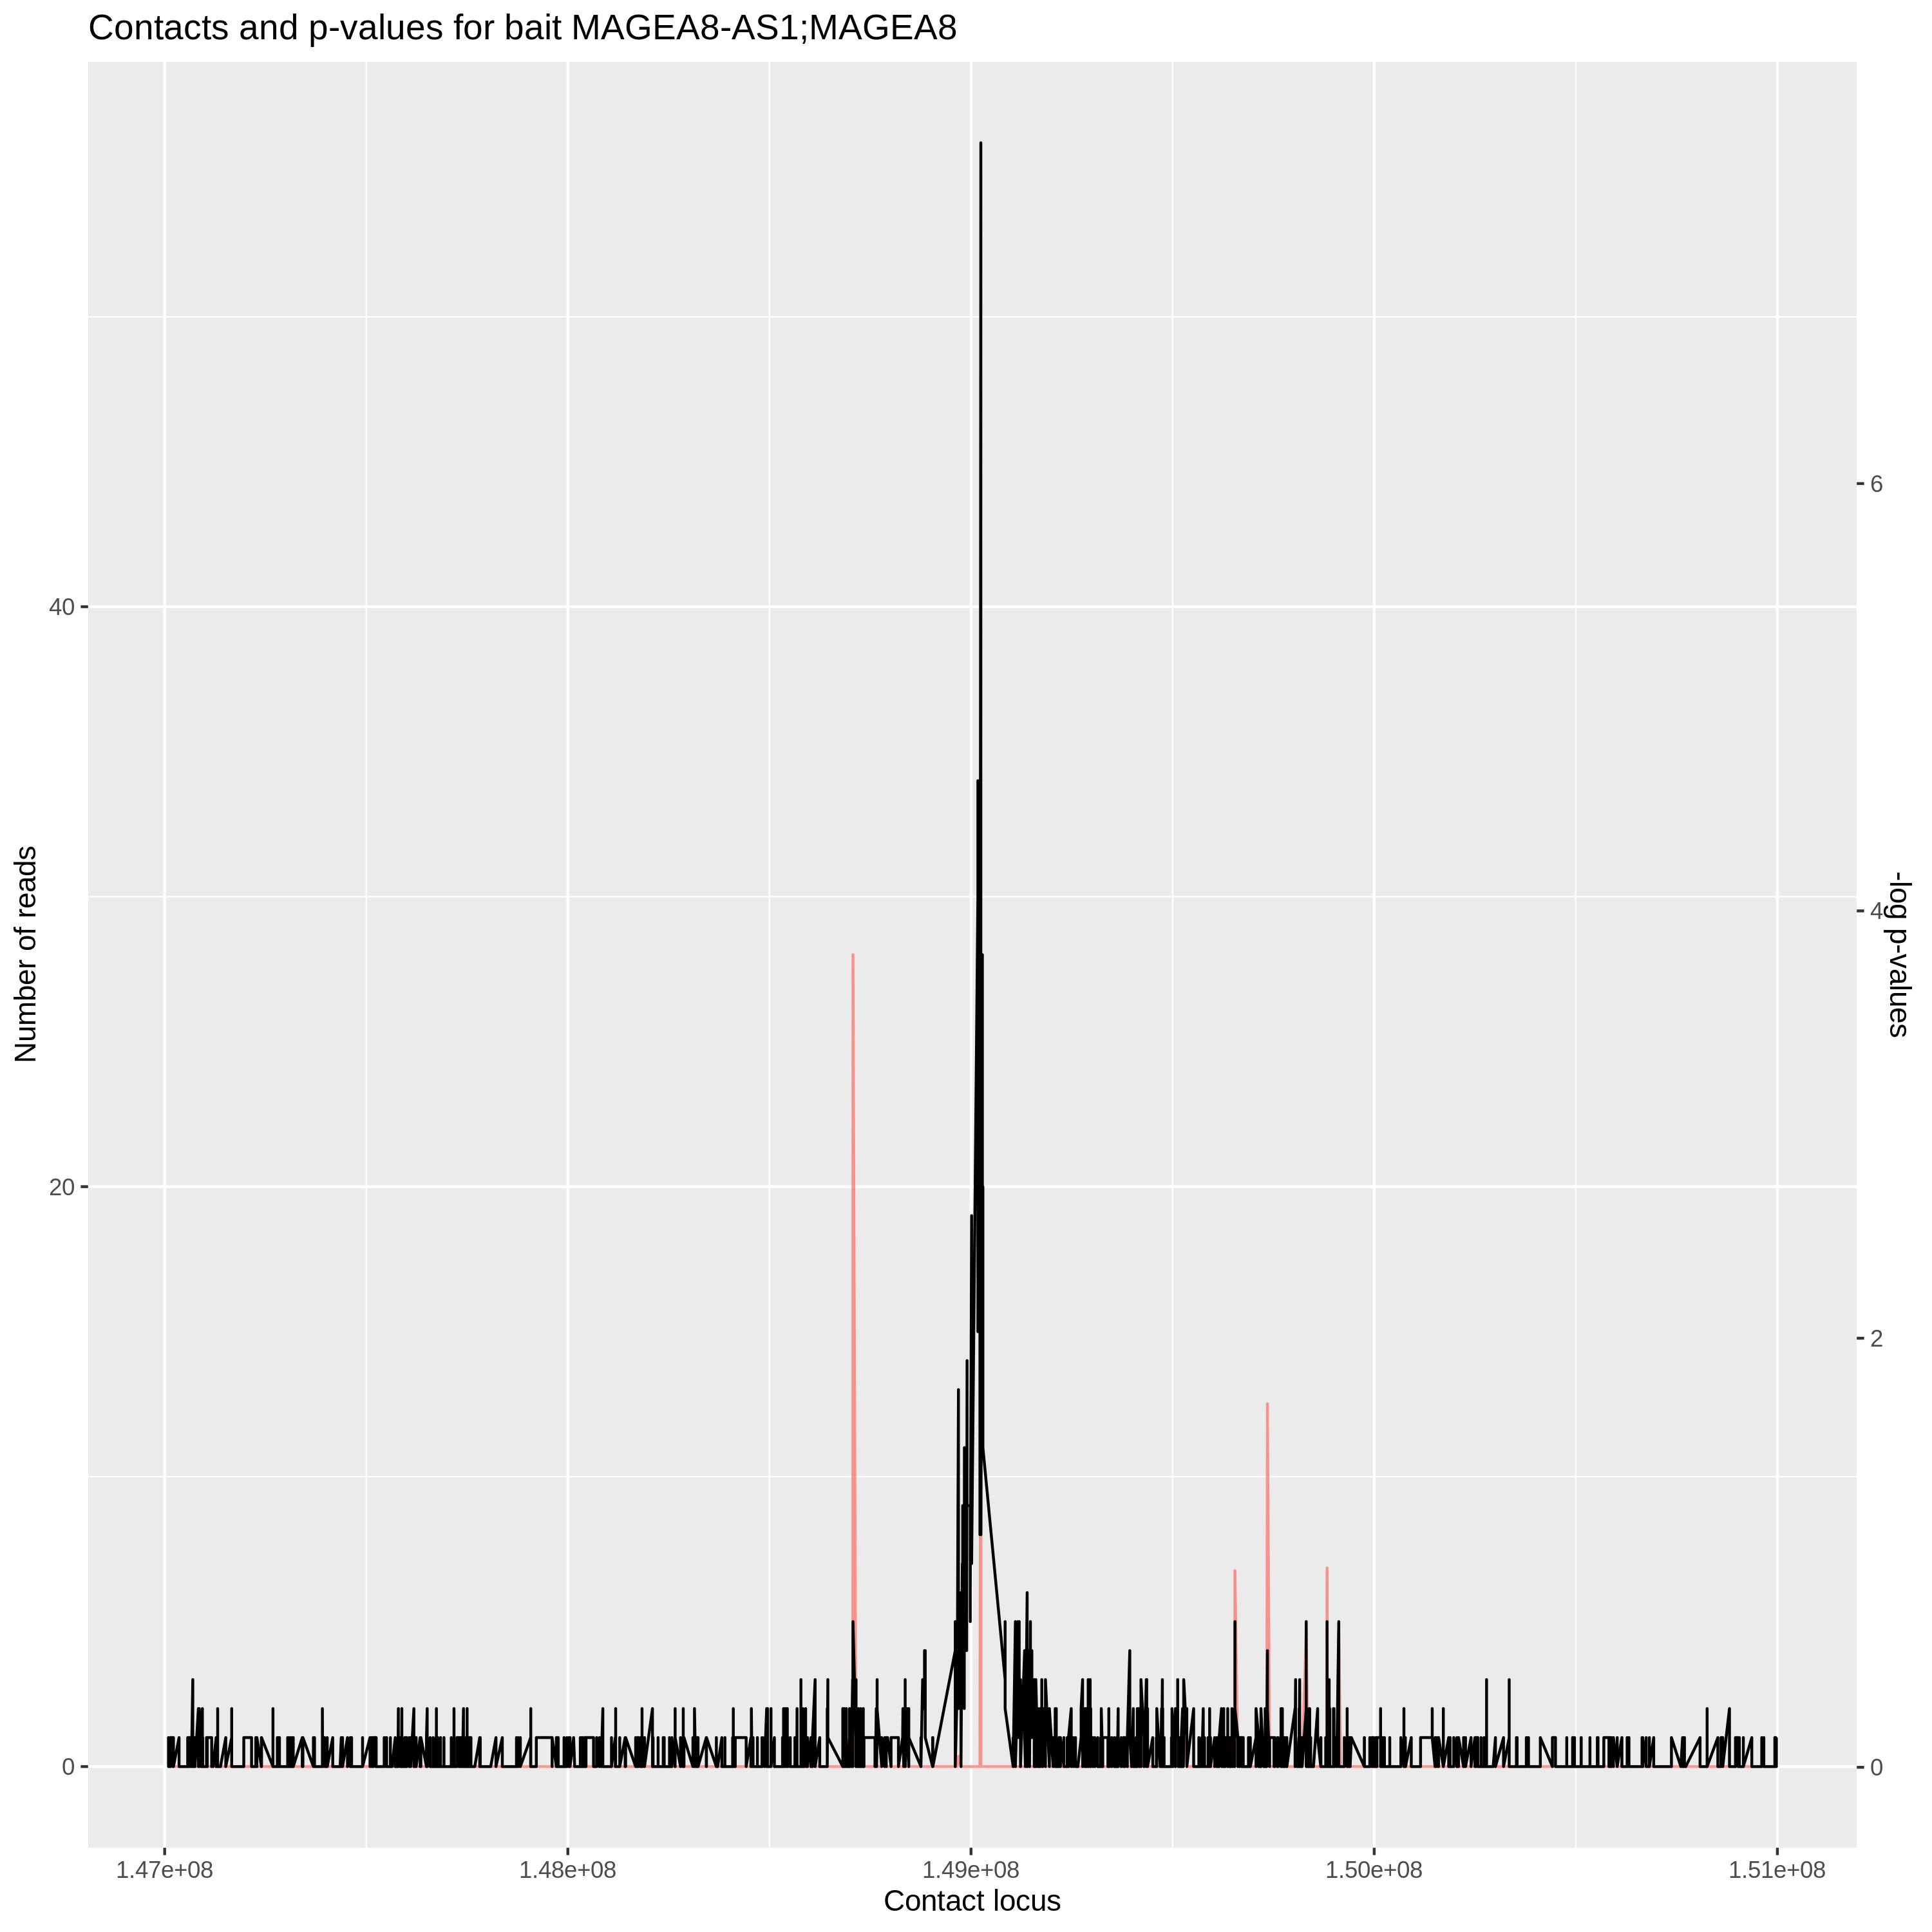 Contacts and p-values for bait MAGEA8-AS1;MAGEA8
Number of reads
40
20
0
6
4
2
0
-log p-values
1.47e+08
1.48e+08
1.49e+08
1.50e+08
1.51e+08
Contact locus